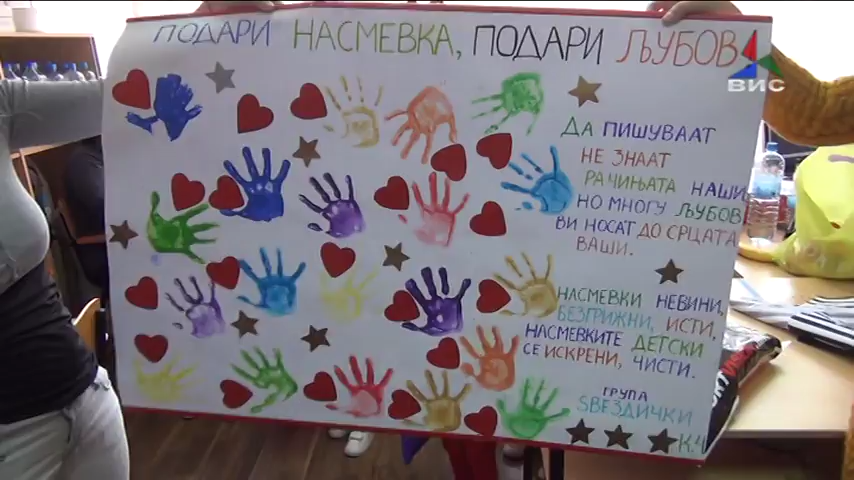 ПОДАРИ НАСМЕВКА, ПОДАРИ ЉУБОВ
ВИС
ДА ПИШУВААТ
НЕ ЗНААТ
РАЧИЊАТА НАШИ
НО МНОГУ ЉУБОВ
ВИ НОСАТ ДО СРЦАТА
ВАШИ.
НАСМЕВКИ НЕВИНИ,
БЕЗГРИЖНИ, ИСТИ,
НАСМЕВКИТЕ ДЕТСКИ
СЕ ИСКРЕНИ, ЧИСТИ.
ГРУПА
ЅВЕЗДИЧКИ